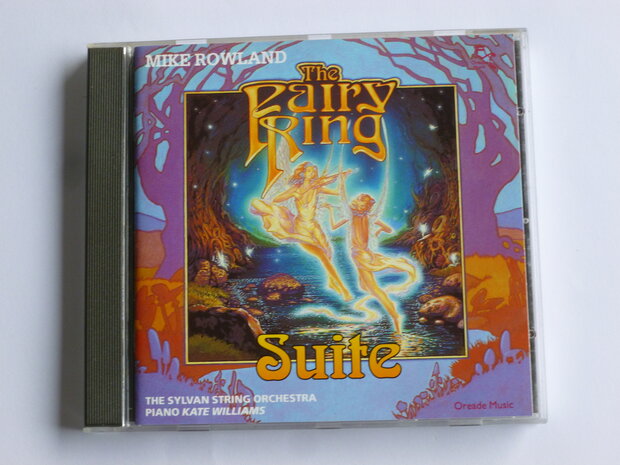 MIKE ROWLAND
The
Fairy
Ring
Suite
THE SYLVAN STRING ORCHESTRA
PIANO KATE WILLIAMS
Oreade Music